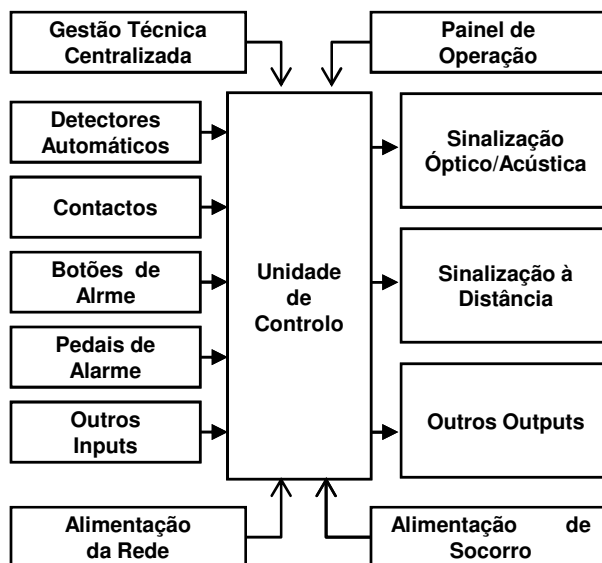 Gestão Técnica
Centralizada
Painel de
Operação
Detectores
Automáticos
Contactos
Botões de
Alrme
Pedais de
Alarme
Outros
Inputs
Unidade
de
Controlo
Sinalização
Óptico/Acústica
Sinalização à
Distância
Outros Outputs
Alimentação
da Rede
Alimentação de
Socorro